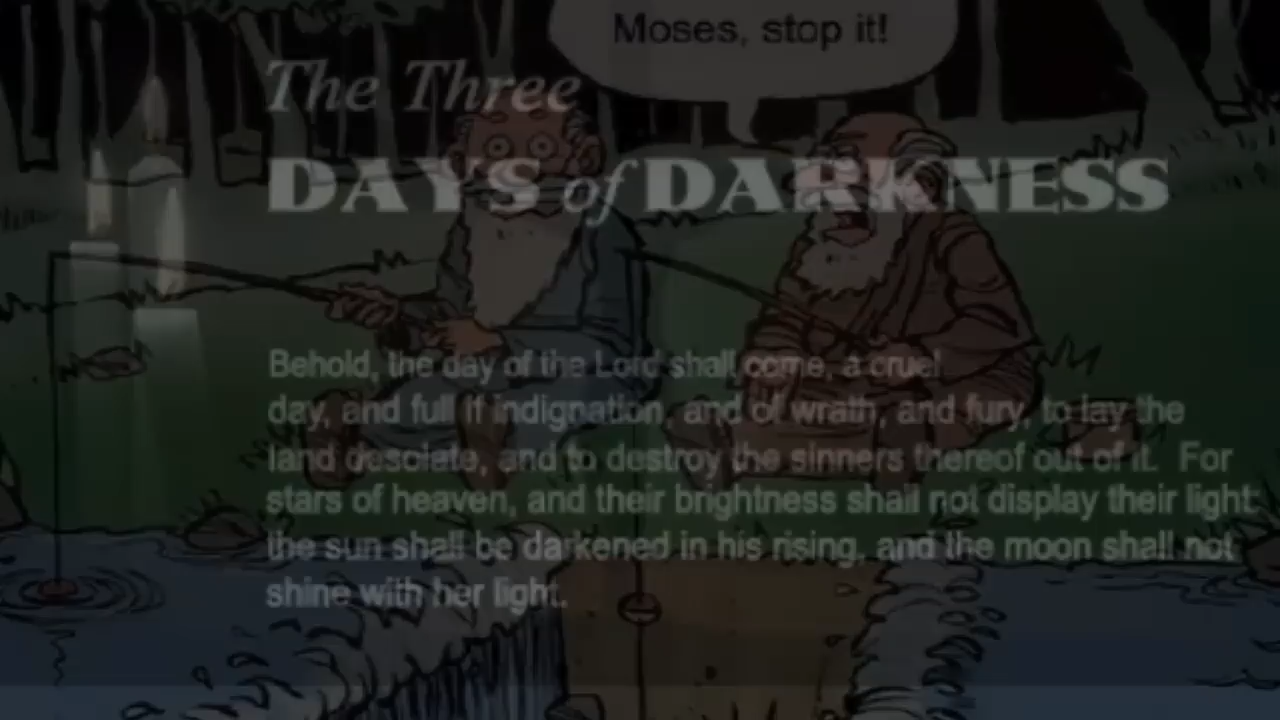 Moses, stop it!
The Three
DAYS of DARKNESS
Behold, the day of the Lord shall come, a cruel
day, and full if indignation, and of wrath, and fury, to lay the
land desolate, and to destroy the sinners thereof out of it. For
stars of heaven, and their brightness shall not display their light:
the sun shall be darkened in his rising, and the moon shall not
shine with her light.